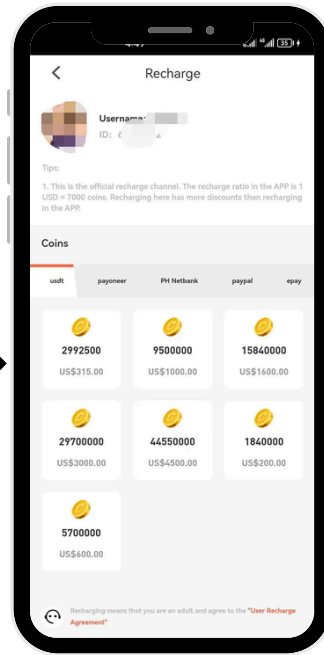 35
Recharge
Username:
ID:
Tips:
1. This is the official recharge channel. The recharge ratio in the APP is 1
USD = 7000 coins. Recharging here has more discounts than recharging
in the APP.
Coins
usdt payoneer PH Netbank paypal epay
2992500 9500000 15840000
US$315.00 US$1000.00 US$1600.00
29700000 44550000 1840000
US$3000.00 US$4500.00 US$200.00
5700000
US$600.00
Recharging means that you are an adult and agree to the "User Recharge
Agreement"